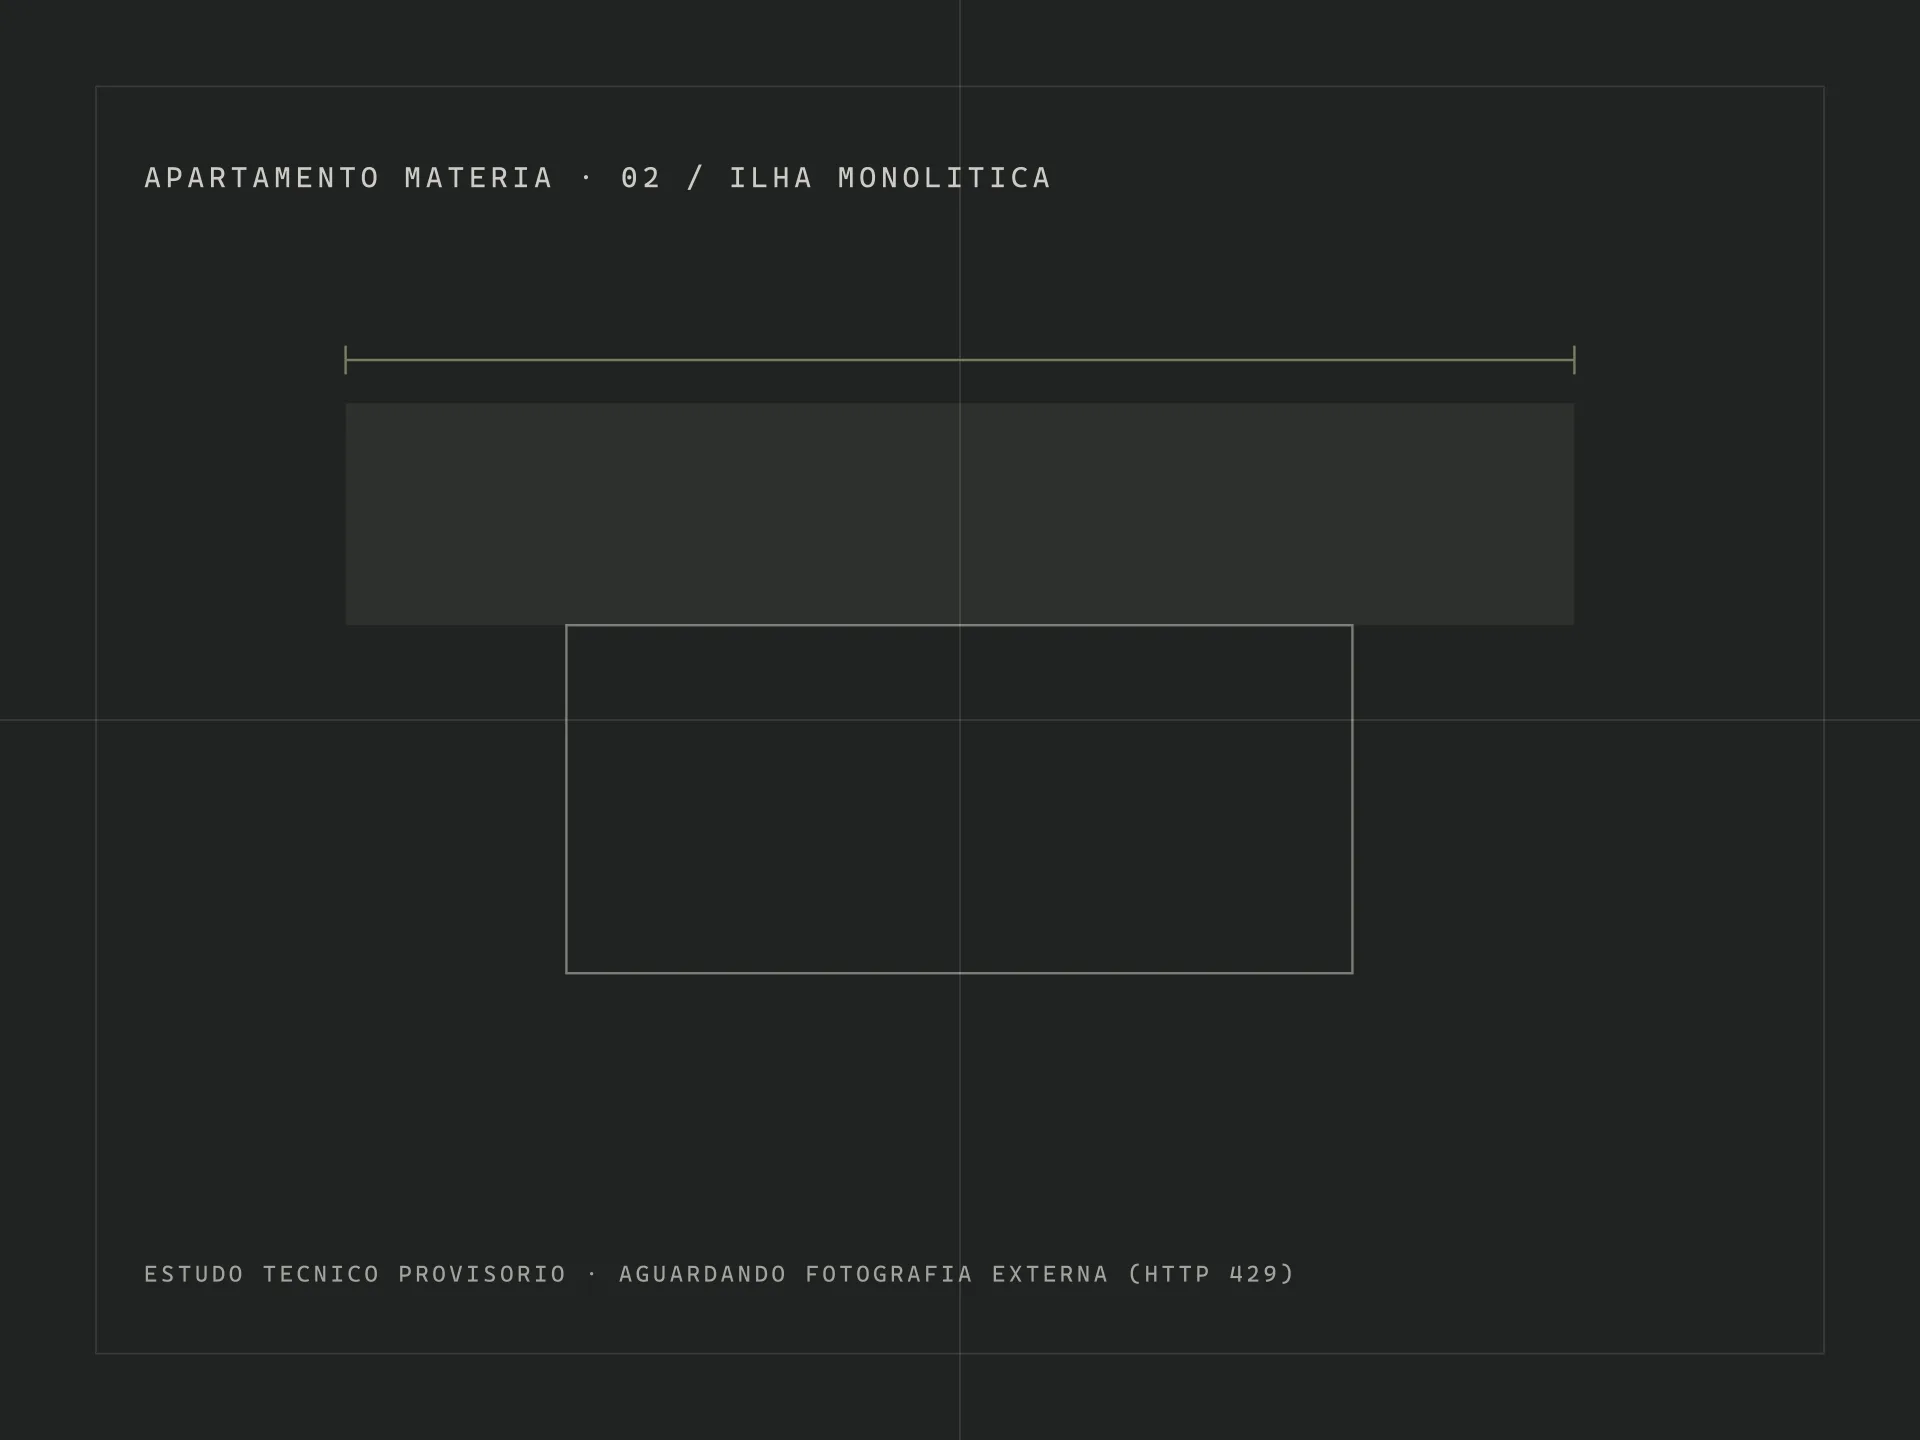 APARTAMENTO MATERIA · 02 / ILHA MONOLITICA
ESTUDO TECNICO PROVISORIO · AGUARDANDO FOTOGRAFIA EXTERNA (HTTP 429)